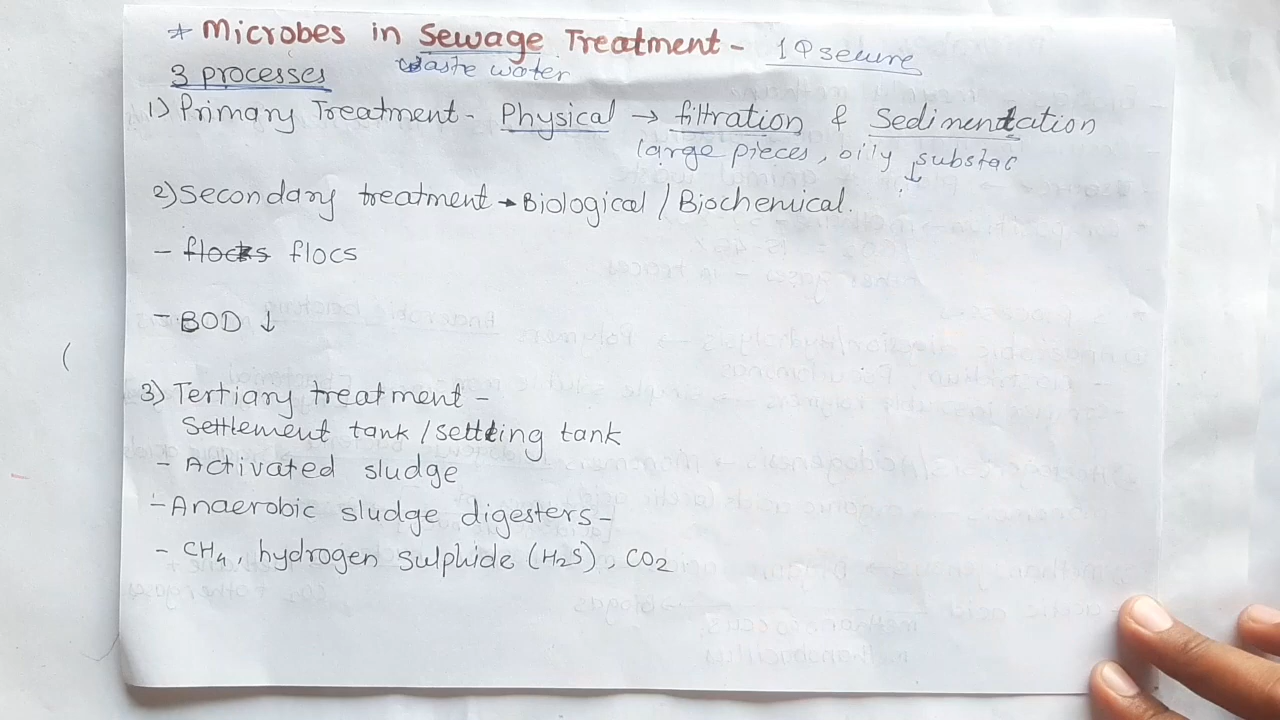 * Microbes in Sewage Treatment - 1Q secure
3 processes waste water
1) Primary Treatment - Physical → filtration & Sedimentation
large pieces, oily substac
2) Secondary treatment → Biological / Biochemical.
- flocks flocs
- BOD ↓
3) Tertiary treatment -
Settlement tank / settling tank
- Activated sludge
- Anaerobic sludge digesters -
- CH4, hydrogen sulphide (H2S), CO2